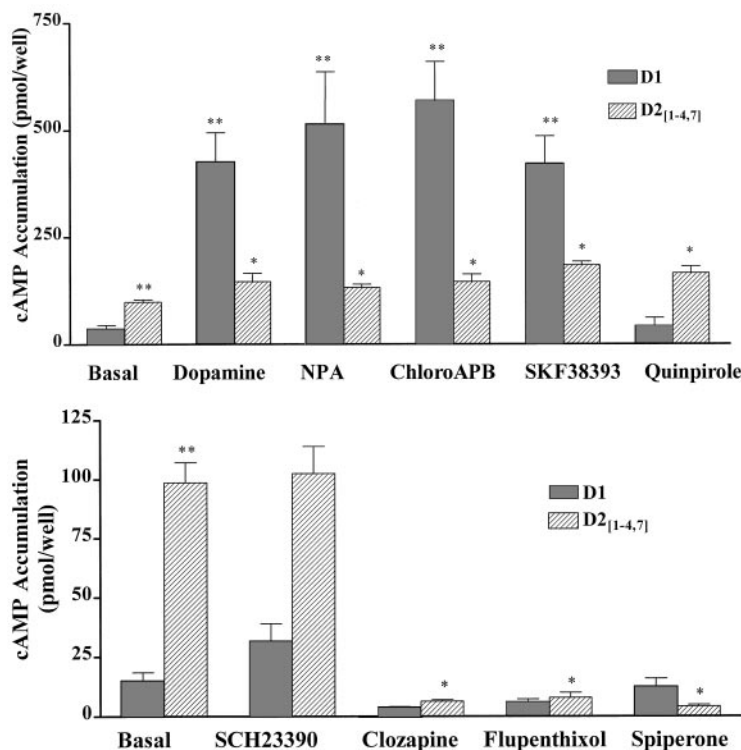 cAMP Accumulation (pmol/well)
750
500
250
0
**
**
*
**
*
**
*
**
*
*
D1
D2[1-4,7]
Basal Dopamine NPA ChloroAPB SKF38393 Quinpirole
cAMP Accumulation
(pmol/well)
125
100
75
50
25
0
**
*
*
*
D1
D2[1-4,7]
Basal SCH23390 Clozapine Flupenthixol Spiperone